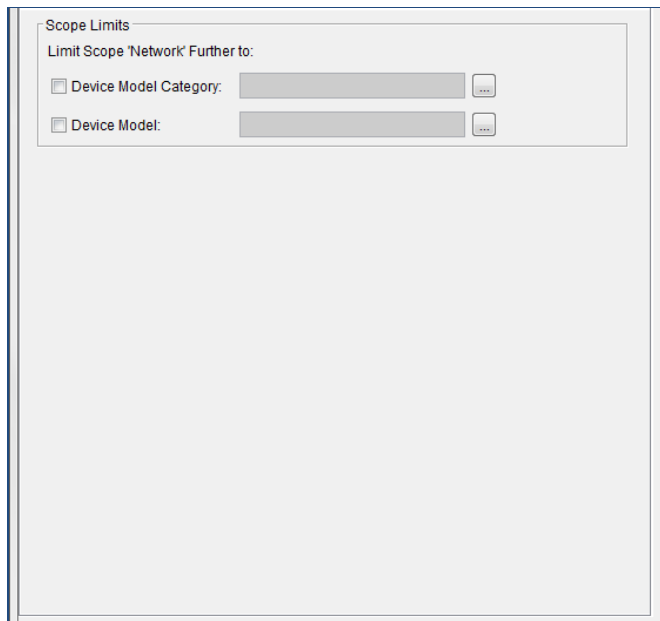 Scope Limits
Limit Scope 'Network' Further to:
Device Model Category:
...
Device Model:
...